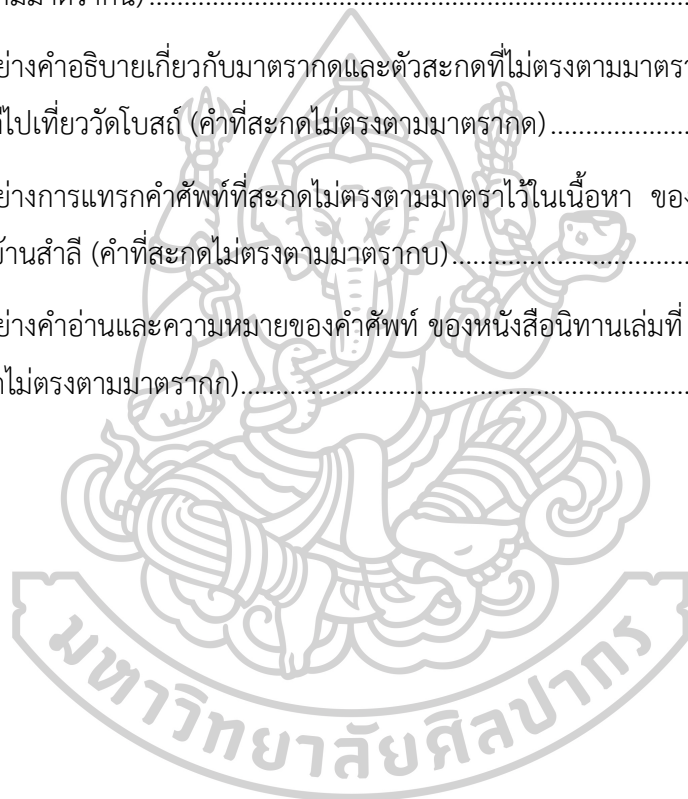 ามมาตรากน)
ย่างคำอธิบายเกี่ยวกับมาตรากดและตัวสะกดที่ไม่ตรงตามมาตรา
ไปเที่ยววัดโบสถ์ (คำที่สะกดไม่ตรงตามมาตรากด)
ย่างการแทรกคำศัพท์ที่สะกดไม่ตรงตามมาตราไว้ในเนื้อหา ของ
บ้านสำลี (คำที่สะกดไม่ตรงตามมาตรากบ)
ย่างคำอ่านและความหมายของคำศัพท์ ของหนังสือนิทานเล่มที่
ไม่ตรงตามมาตรากก)
มหาวิทยาลัยศิลปากร